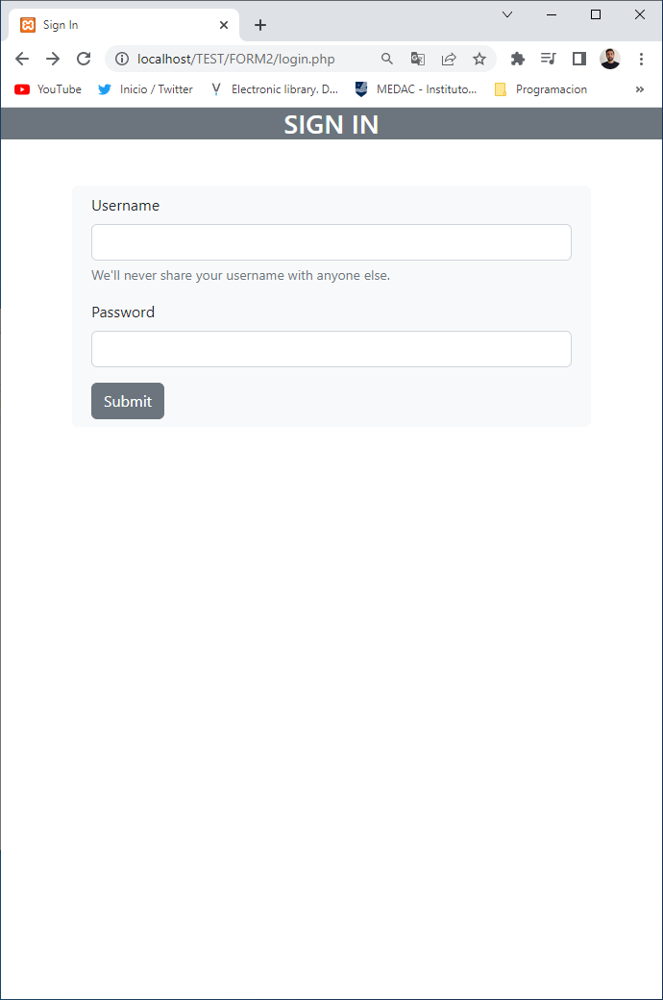 Sign In
localhost/TEST/FORM2/login.php
YouTube Inicio / Twitter Electronic library. D... MEDAC - Instituto... Programacion »
SIGN IN
Username
We'll never share your username with anyone else.
Password
Submit